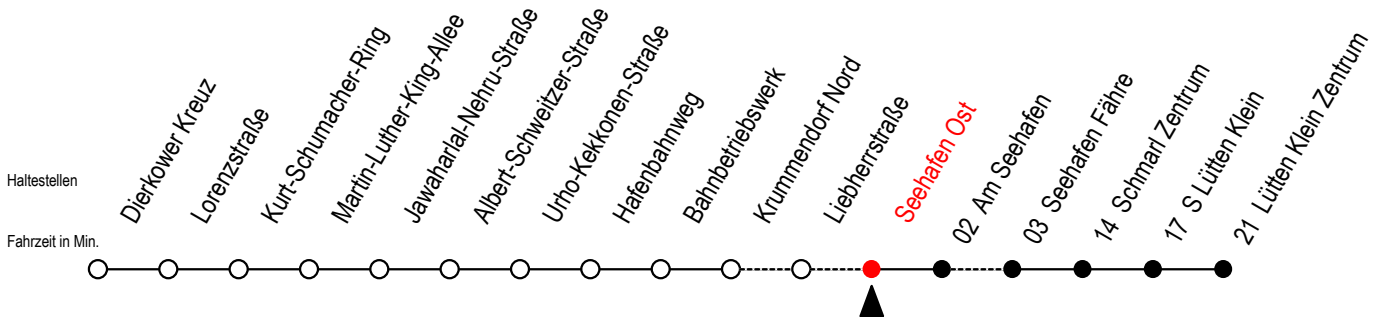 Haltestellen
Fahrzeit in Min.
Dierkower Kreuz
Lorenzstraße
Kurt-Schumacher-Ring
Martin-Luther-King-Allee
Jawaharlal-Nehru-Straße
Albert-Schweitzer-Straße
Urho-Kekkonen-Straße
Hafenbahnweg
Bahnbetriebswerk
Krummendorf Nord
Liebherrstraße
Seehafen Ost
02 Am Seehafen
03 Seehafen Fähre
14 Schmarl Zentrum
17 S Lütten Klein
21 Lütten Klein Zentrum